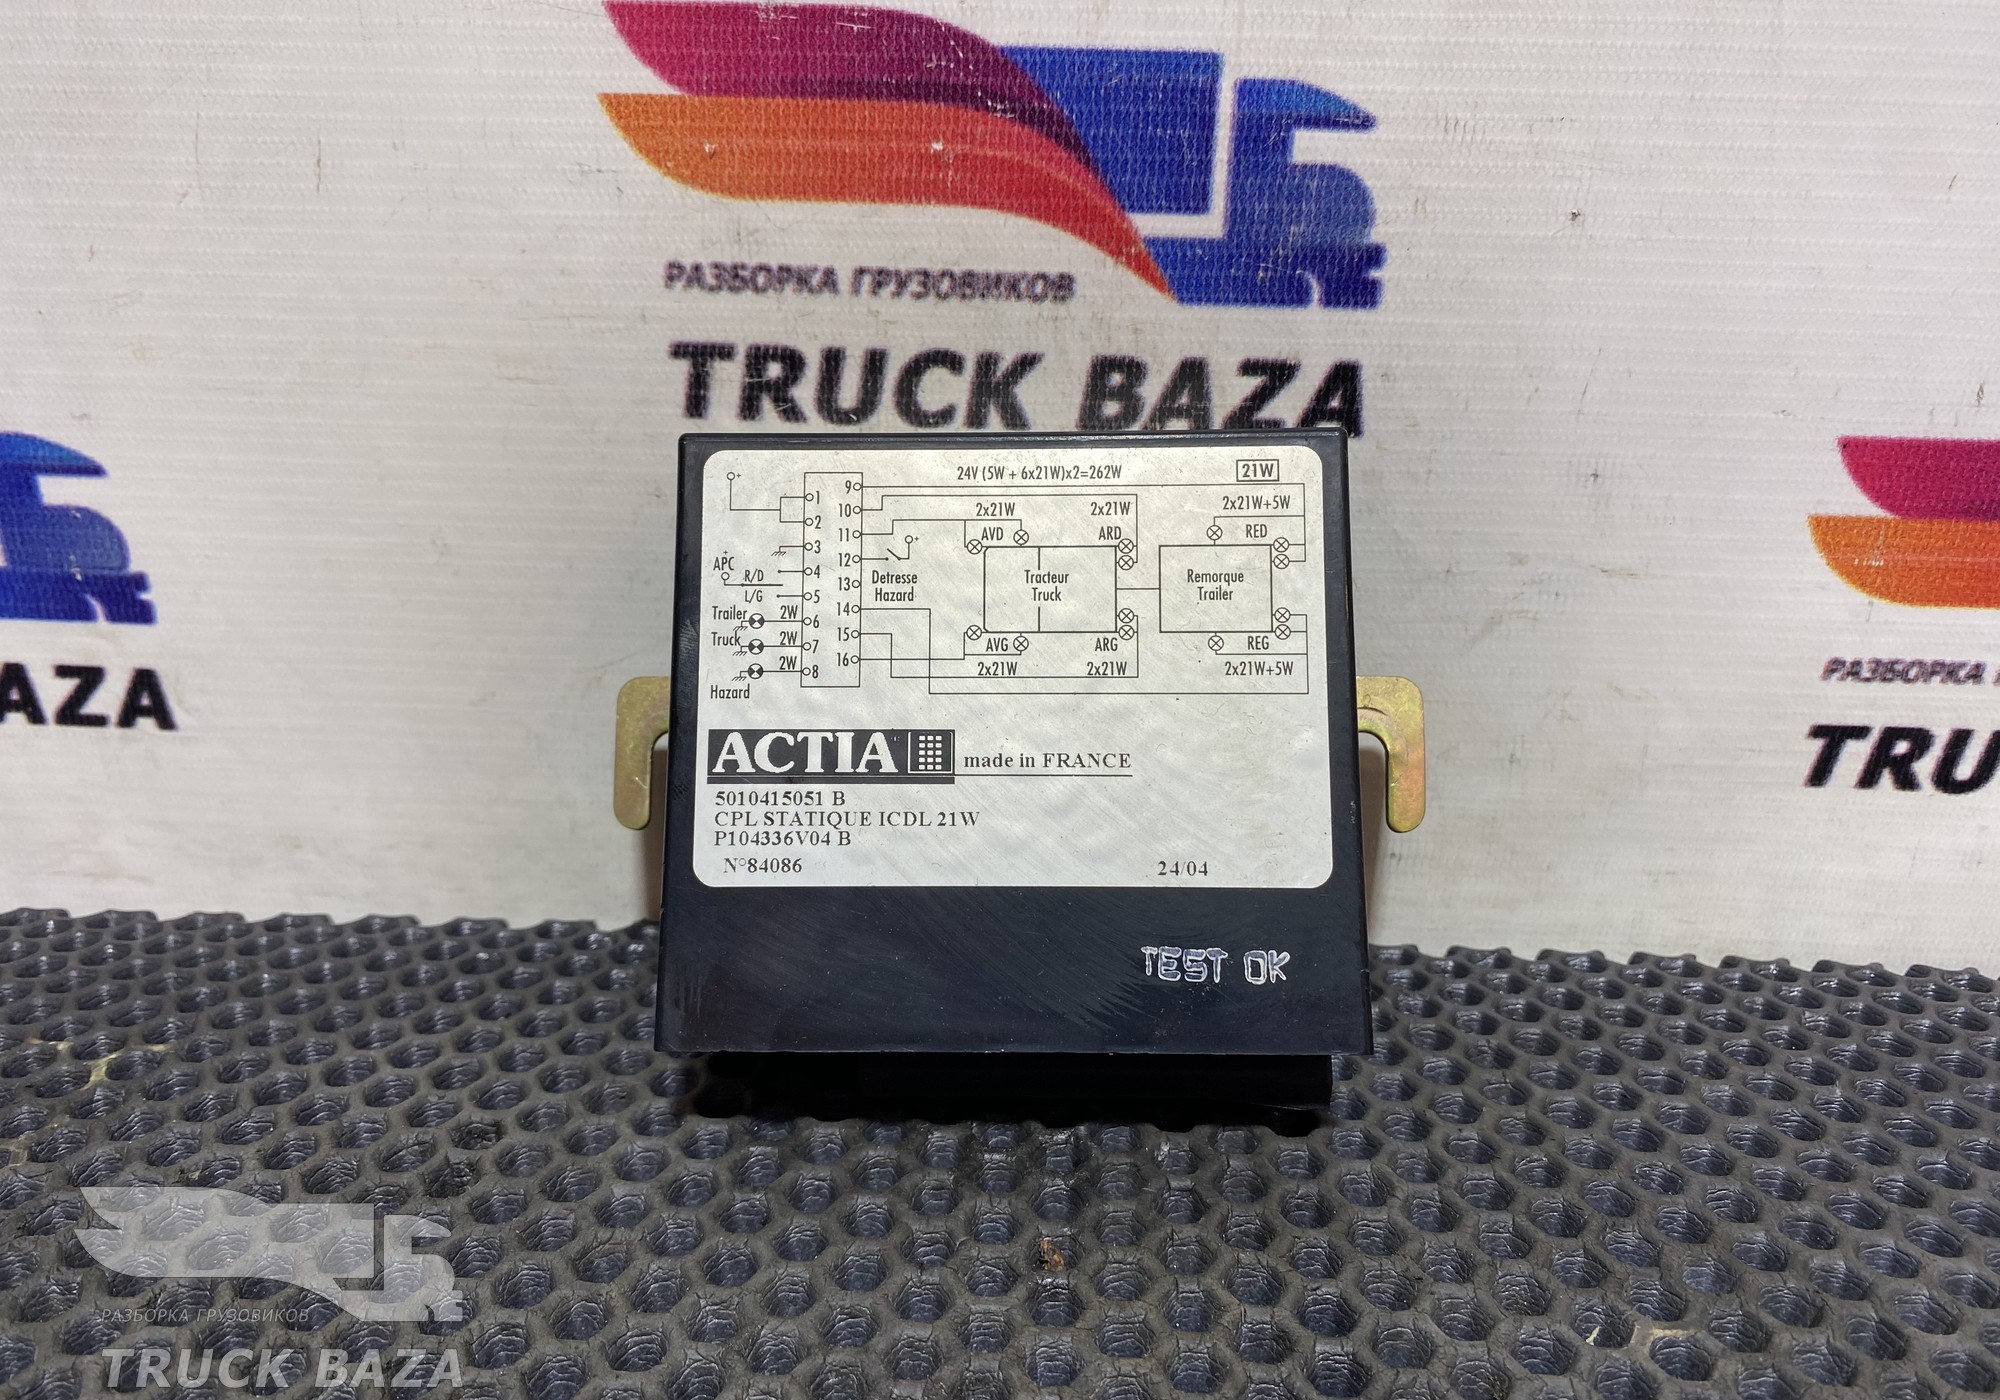 РАЗБОРКА ГРУЗОВИКОВ
TRUCK BAZA
AZA
РАЗБОРКА
TRU
24V (5W + 6x21W)x2=262W
21W
1
2
3
4
5
6
7
8
9
10
11
12
13
14
15
16
+
APC
R/D
L/G
Trailer
2W
Truck
2W
Hazard
2W
Detresse
Hazard
2x21W
2x21W
2x21W+5W
AVD
ARD
RED
Tracteur
Truck
Remorque
Trailer
AVG
ARG
REG
2x21W
2x21W
2x21W+5W
ACTIA made in FRANCE
5010415051 B
CPL STATIQUE ICDL 21W
P104336V04 B
N°84086 24/04
TEST OK
РАЗБОРКА ГРУЗОВИКОВ
TRUCK BAZA